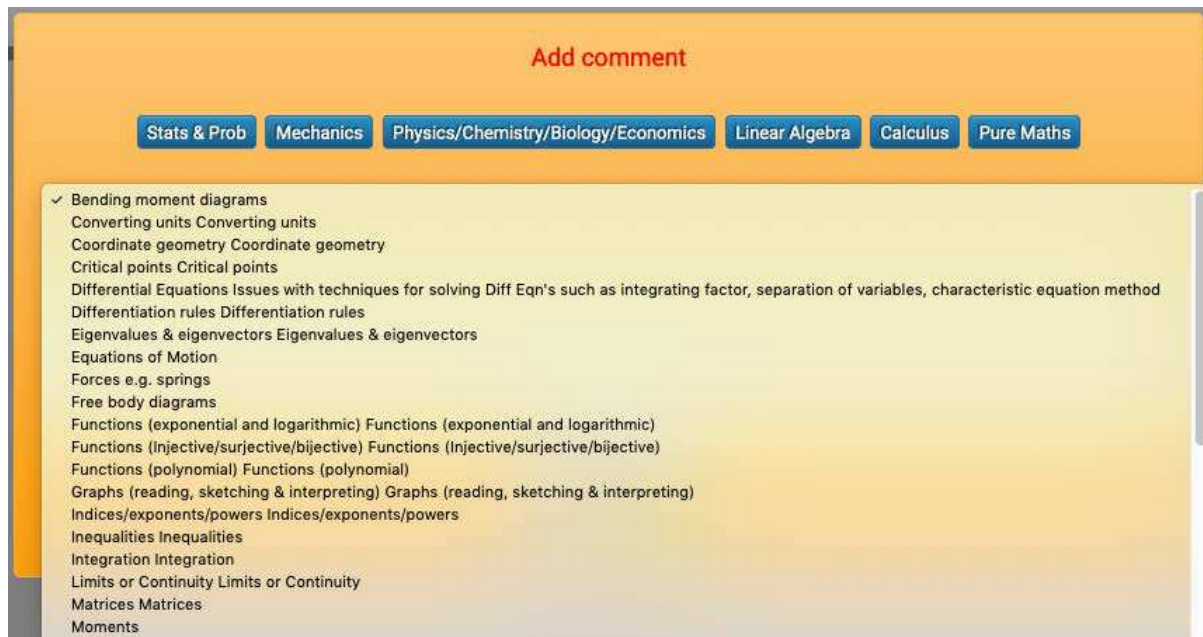 Add comment
Stats & Prob Mechanics Physics/Chemistry/Biology/Economics Linear Algebra Calculus Pure Maths
✓ Bending moment diagrams
Converting units Converting units
Coordinate geometry Coordinate geometry
Critical points Critical points
Differential Equations Issues with techniques for solving Diff Eqn's such as integrating factor, separation of variables, characteristic equation method
Differentiation rules Differentiation rules
Eigenvalues & eigenvectors Eigenvalues & eigenvectors
Equations of Motion
Forces e.g. springs
Free body diagrams
Functions (exponential and logarithmic) Functions (exponential and logarithmic)
Functions (Injective/surjective/bijective) Functions (Injective/surjective/bijective)
Functions (polynomial) Functions (polynomial)
Graphs (reading, sketching & interpreting) Graphs (reading, sketching & interpreting)
Indices/exponents/powers Indices/exponents/powers
Inequalities Inequalities
Integration Integration
Limits or Continuity Limits or Continuity
Matrices Matrices
Moments